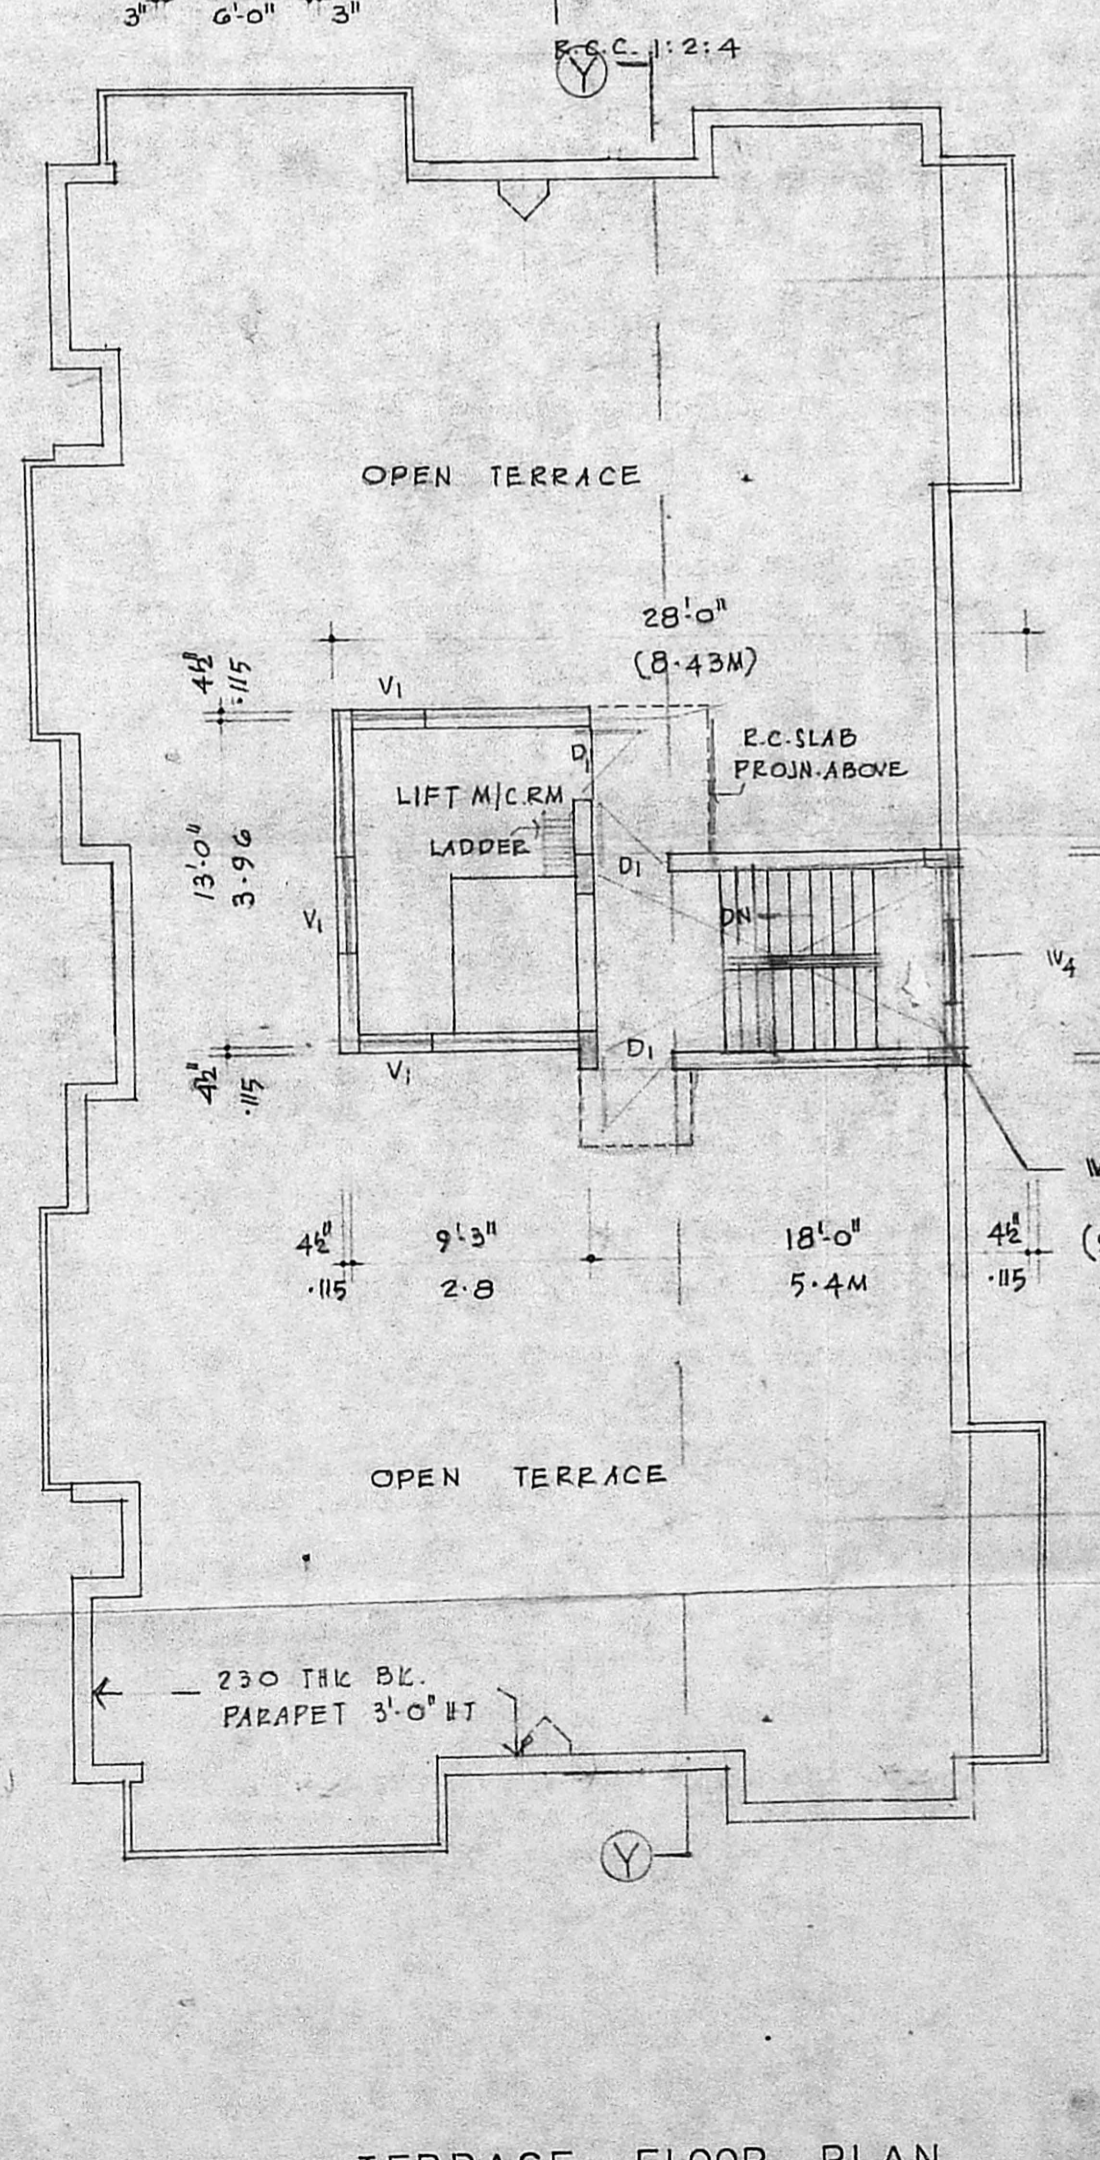 3" 6'-0" 3"
R.C.C. 1:2:4
Y
OPEN TERRACE
28'-0"
(8.43M)
4½"
.115
V1
R.C.SLAB
PROJN.ABOVE
D1
LIFT M/C.RM
LADDER
13'-0"
3.96
D1
V1
DN
4½"
.115
V1
D1
4½" 9'-3" 18'-0" 4½"
.115 2.8 5.4M .115
OPEN TERRACE
230 THK BK.
PARAPET 3'-0" HT
Y
TERRACE FLOOR PLAN